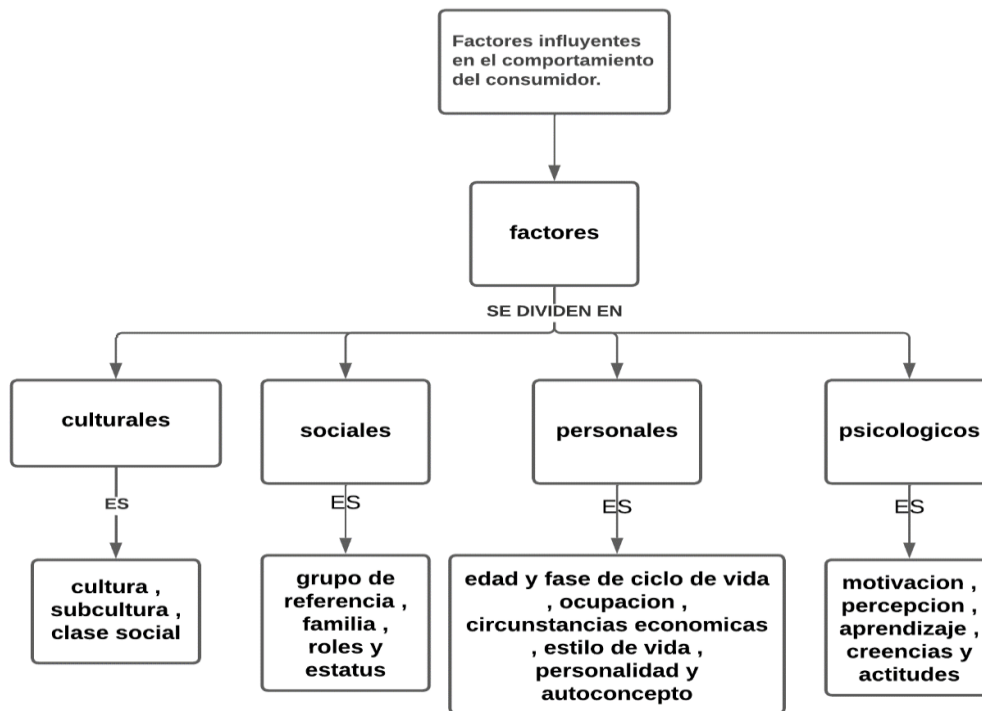 Factores influyentes
en el comportamiento
del consumidor.
factores
SE DIVIDEN EN
culturales
sociales
personales
psicologicos
ES
ES
ES
ES
cultura ,
subcultura ,
clase social
grupo de
referencia ,
familia ,
roles y
estatus
edad y fase de ciclo de vida
, ocupacion ,
circunstancias economicas
, estilo de vida ,
personalidad y
autoconcepto
motivacion ,
percepcion ,
aprendizaje ,
creencias y
actitudes